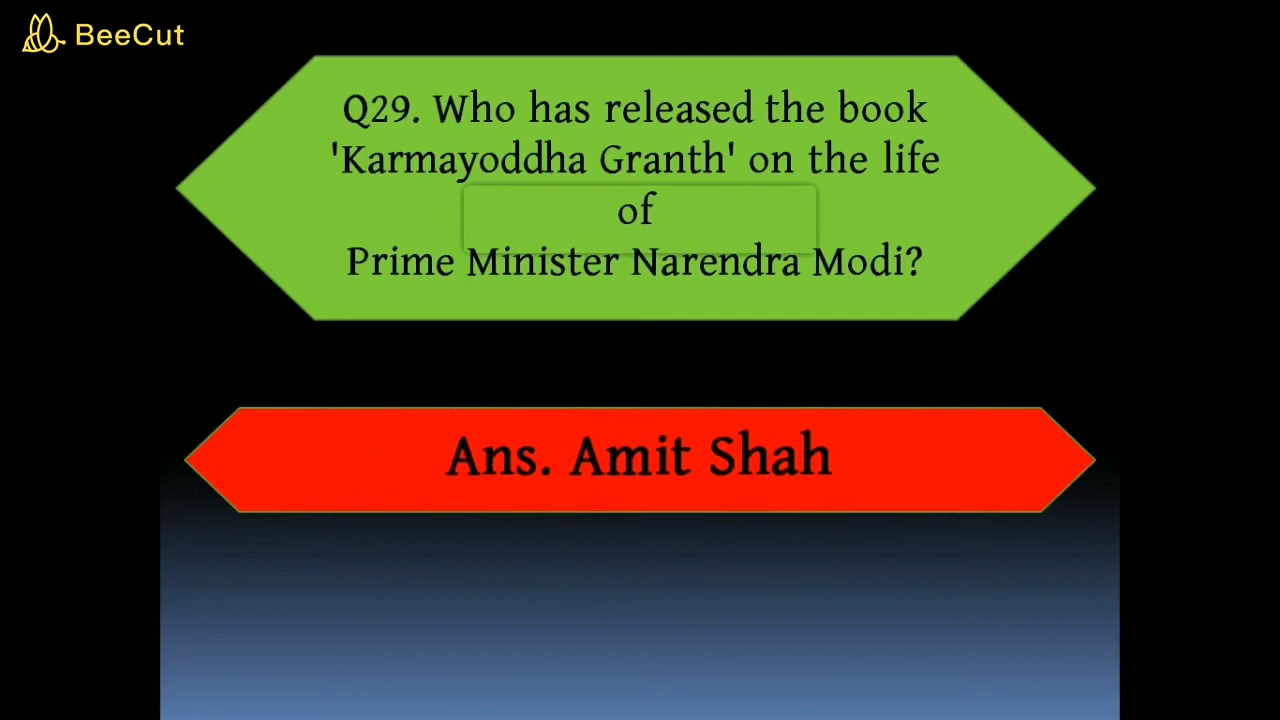 BeeCut
Q29. Who has released the book
'Karmayoddha Granth' on the life
of
Prime Minister Narendra Modi?
Ans. Amit Shah